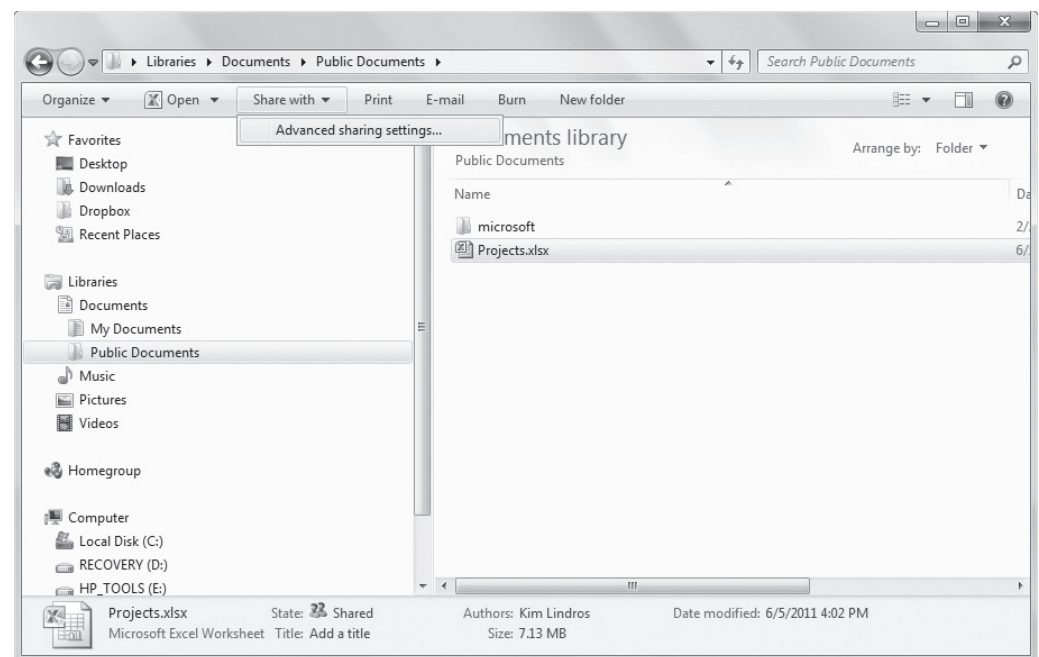 Libraries ▸ Documents ▸ Public Documents ▸
Search Public Documents
Organize ▾ Open ▾ Share with ▾ Print E-mail Burn New folder
Advanced sharing settings...
Favorites
Desktop
Downloads
Dropbox
Recent Places
Libraries
Documents
My Documents
Public Documents
Music
Pictures
Videos
Homegroup
Computer
Local Disk (C:)
RECOVERY (D:)
HP_TOOLS (E:)
ments library
Public Documents
Arrange by: Folder ▾
Name
Da
microsoft
2/
Projects.xlsx
6/
Projects.xlsx State: Shared Authors: Kim Lindros Date modified: 6/5/2011 4:02 PM
Microsoft Excel Worksheet Title: Add a title Size: 7.13 MB